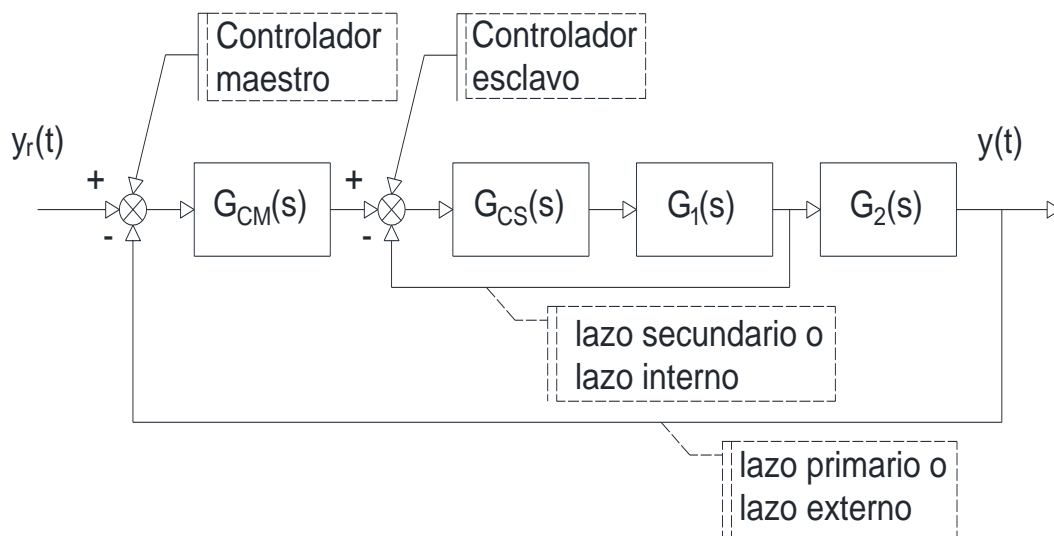 Controlador
maestro
Controlador
esclavo
yr(t)
y(t)
+
-
GCM(s)
+
-
GCS(s)
G1(s)
G2(s)
lazo secundario o
lazo interno
lazo primario o
lazo externo